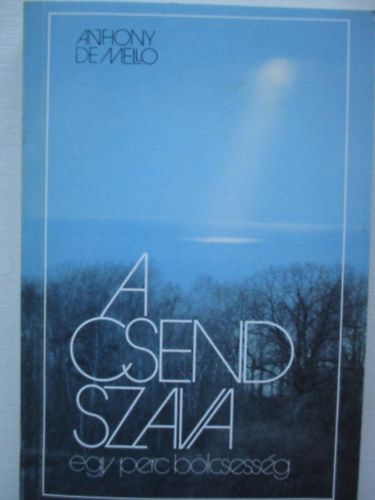 ANTHONY
DE MELLO
A
CSEND
SZAVA
egy perc bölcsesség